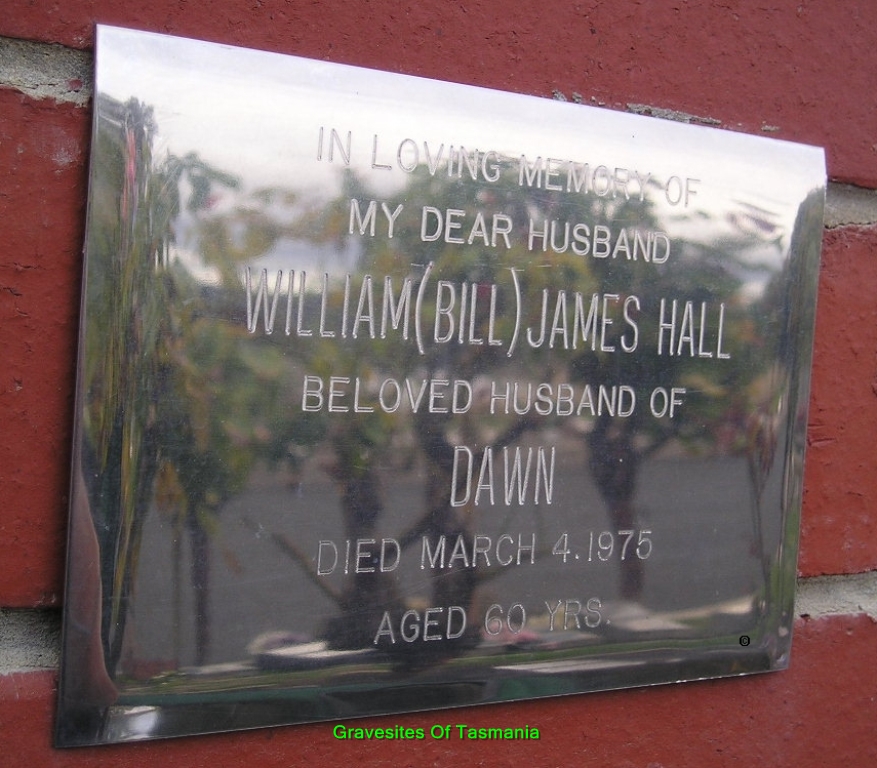 IN LOVING MEMORY OF
MY DEAR HUSBAND
WILLIAM (BILL) JAMES HALL
BELOVED HUSBAND OF
DAWN
DIED MARCH 4.1975
AGED 60 YRS.
©
Gravesites Of Tasmania